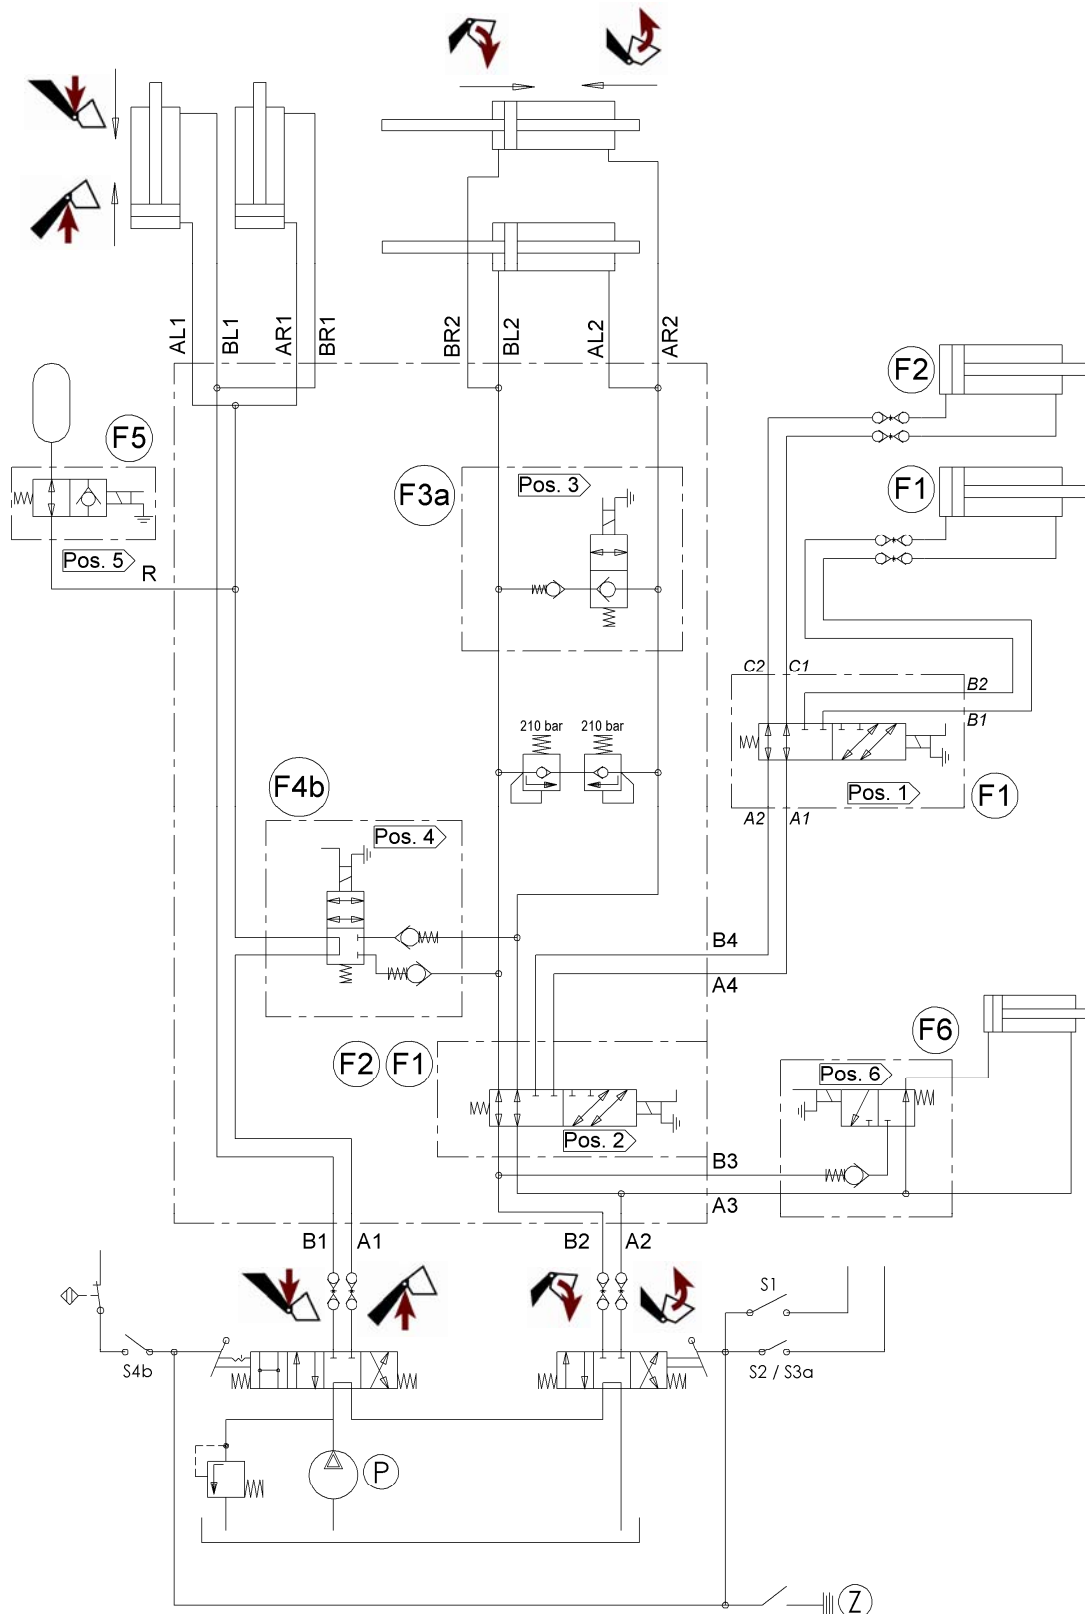 AL1
BL1
AR1
BR1
BR2
BL2
AL2
AR2
F2
F5
F3a
Pos. 3
F1
Pos. 5
R
C2
C1
B2
B1
210 bar
210 bar
F4b
Pos. 1
F1
A2
A1
Pos. 4
B4
A4
F6
F2
F1
Pos. 6
Pos. 2
B3
A3
B1
A1
B2
A2
S1
S4b
S2 / S3a
P
Z